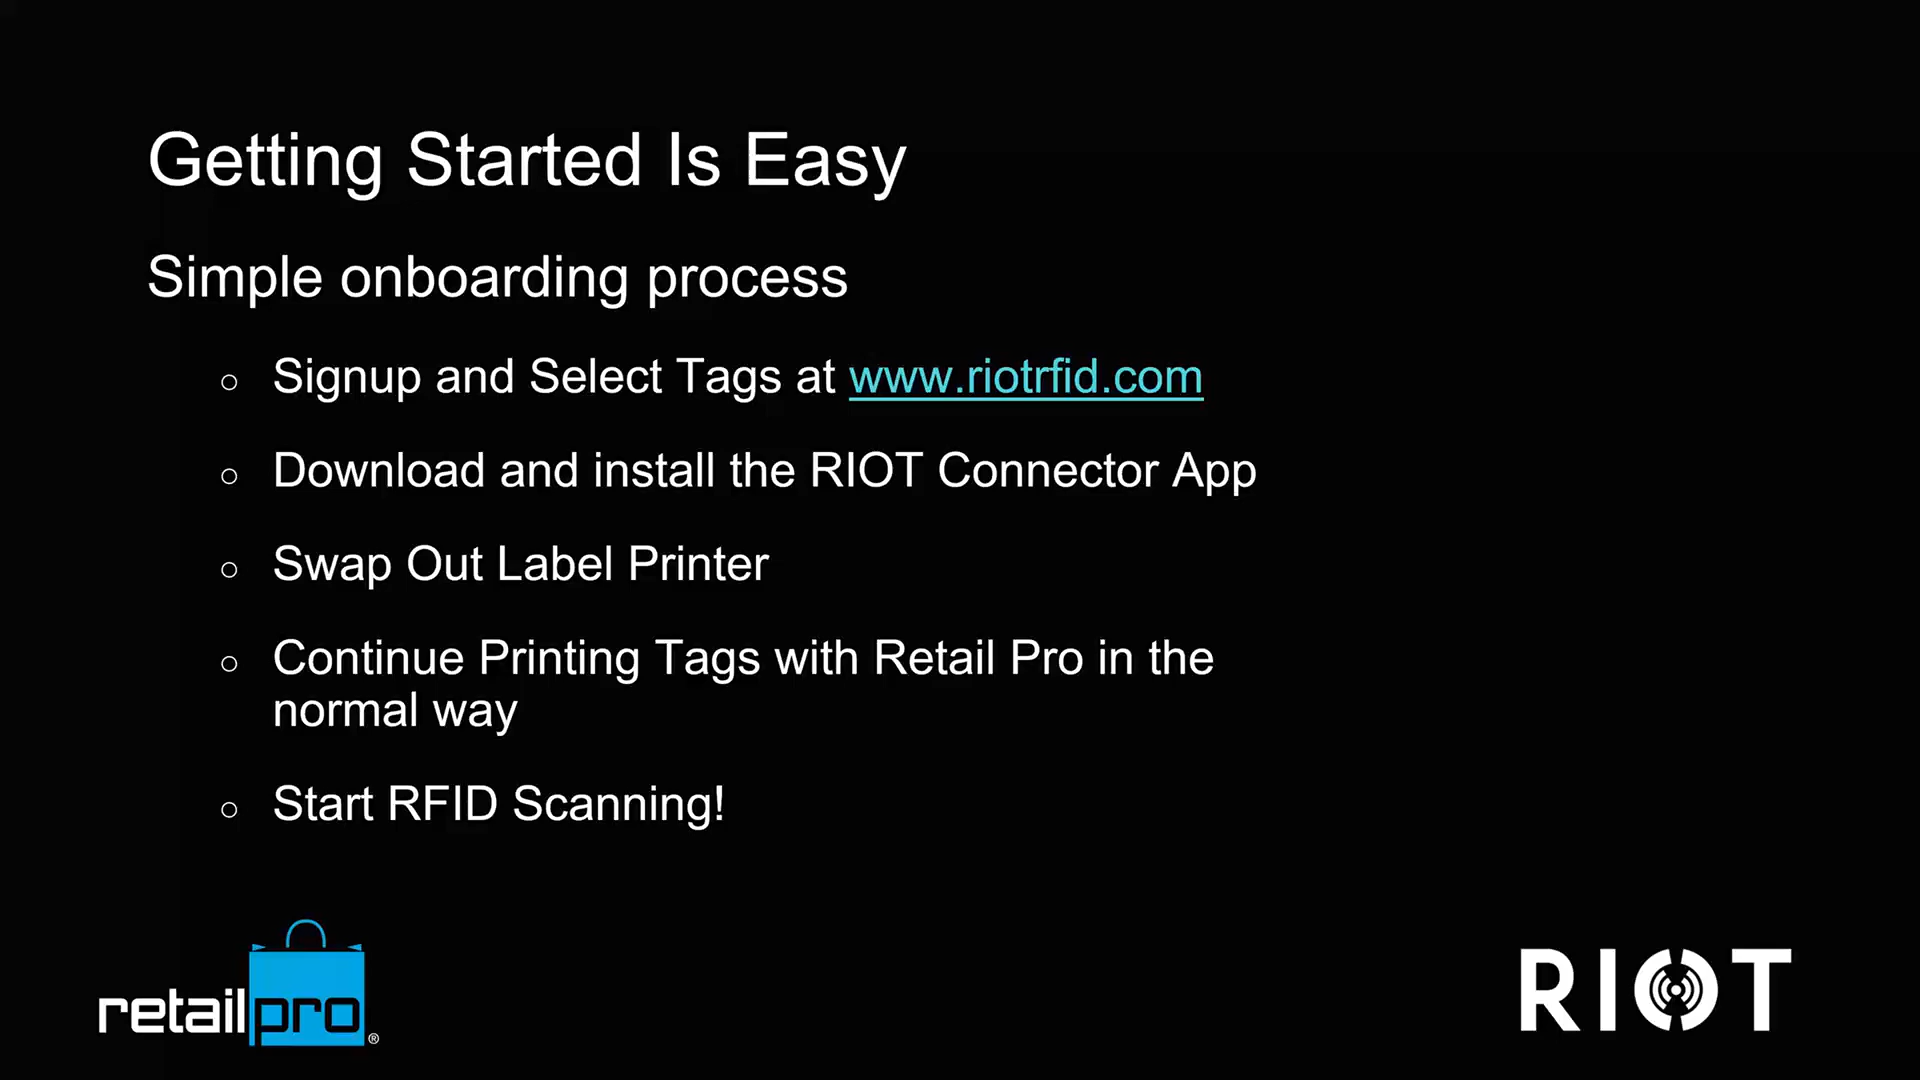 Getting Started Is Easy
Simple onboarding process
Signup and Select Tags at www.riotrfid.com
Download and install the RIOT Connector App
Swap Out Label Printer
Continue Printing Tags with Retail Pro in the
normal way
Start RFID Scanning!
retail pro®
RIOT